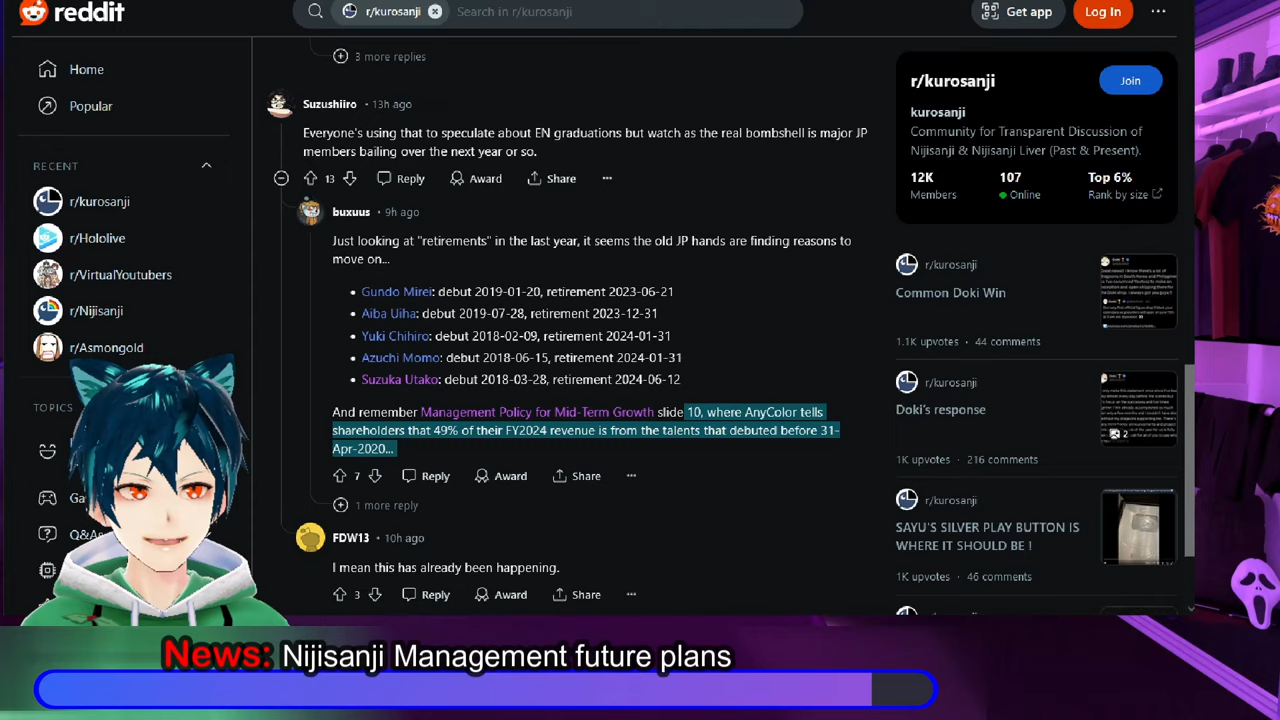 reddit
r/kurosanji
Search in r/kurosanji
Get app
Log In
Home
Popular
RECENT
r/kurosanji
r/Hololive
r/VirtualYoutubers
r/Nijisanji
r/Asmongold
TOPICS
Q&A
3 more replies
Suzushiiro • 13h ago
Everyone's using that to speculate about EN graduations but watch as the real bombshell is major JP
members bailing over the next year or so.
13 Reply Award Share
buxuus • 9h ago
Just looking at "retirements" in the last year, it seems the old JP hands are finding reasons to
move on...
• debut 2019-01-20, retirement 2023-06-21
• Aiba Uiha: debut 2019-07-28, retirement 2023-12-31
• Yuki Chihiro: debut 2018-02-09, retirement 2024-01-31
• Azuchi Momo: debut 2018-06-15, retirement 2024-01-31
• Suzuka Utako: debut 2018-03-28, retirement 2024-06-12
And remember Management Policy for Mid-Term Growth slide 10, where AnyColor tells
shareholders their FY2024 revenue is from the talents that debuted before 31-
Apr-2020...
7 Reply Award Share
1 more reply
FDW13 • 10h ago
I mean this has already been happening.
3 Reply Award Share
r/kurosanji
Join
kurosanji
Community for Transparent Discussion of
Nijisanji & Nijisanji Liver (Past & Present).
12K 107 Top 6%
Members Online Rank by size
r/kurosanji
Common Doki Win
1.1K upvotes • 44 comments
r/kurosanji
Doki's response
2
1K upvotes • 216 comments
r/kurosanji
SAYU'S SILVER PLAY BUTTON IS
WHERE IT SHOULD BE !
1K upvotes • 46 comments
News: Nijisanji Management future plans